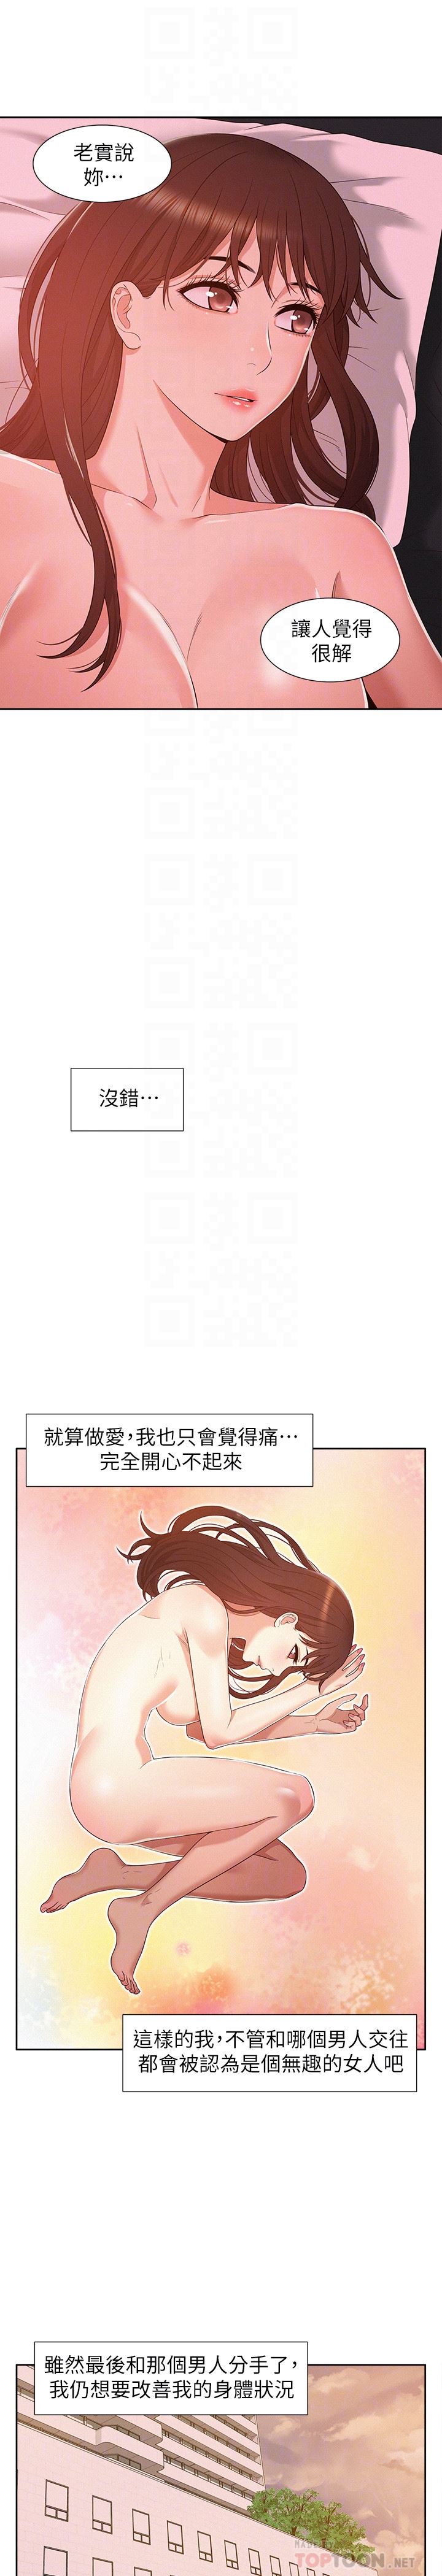 老實說
妳…
讓人覺得
很解
沒錯…
就算做愛，我也只會覺得痛…
完全開心不起來
這樣的我，不管和哪個男人交往
都會被認為是個無趣的女人吧
雖然最後和那個男人分手了，
我仍想要改善我的身體狀況
TOPTOON.NET